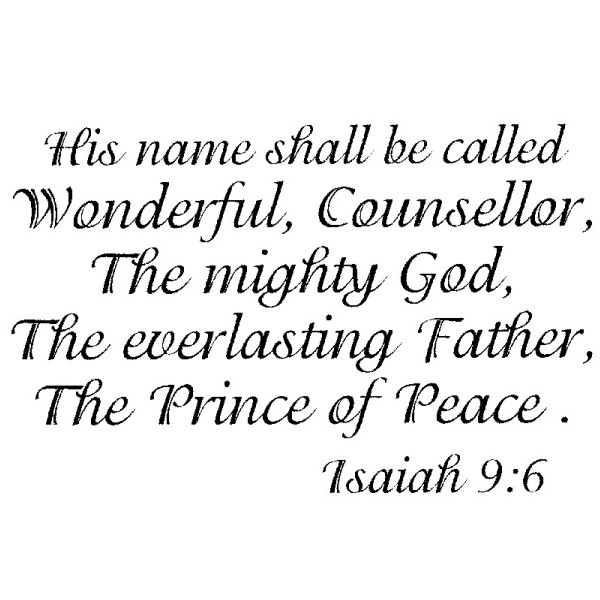 His name shall be called
Wonderful, Counsellor,
The mighty God,
The everlasting Father,
The Prince of Peace .
Isaiah 9:6